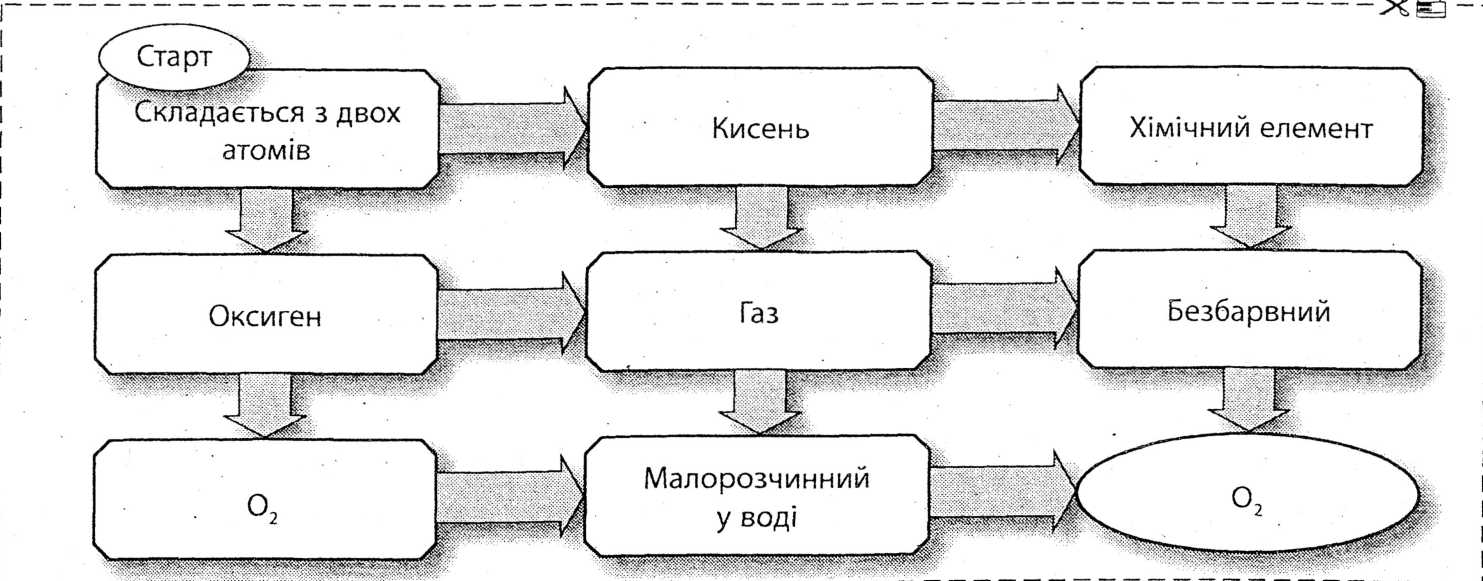 Старт
Складається з двох
атомів
Кисень
Хімічний елемент
Оксиген
Газ
Безбарвний
O₂
Малорозчинний
у воді
O₂